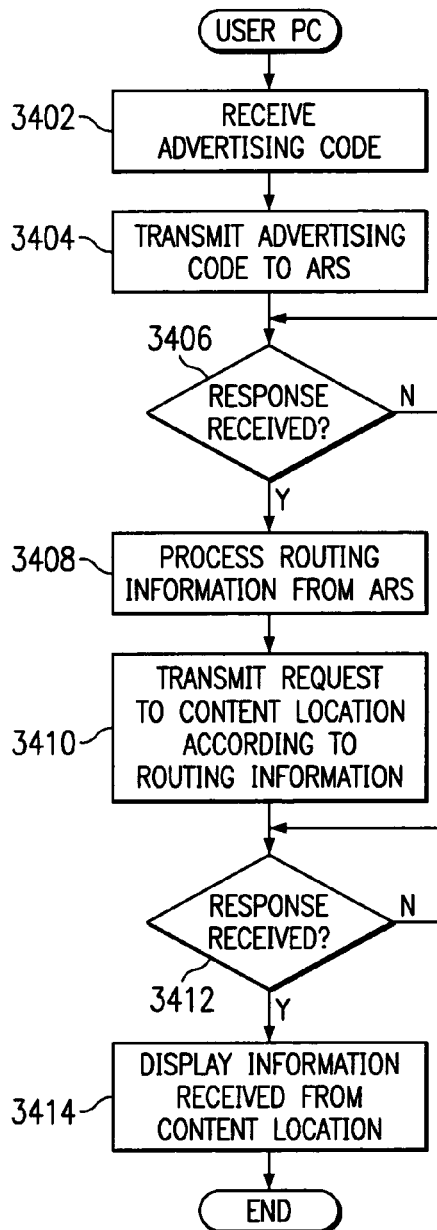 USER PC
3402
RECEIVE
ADVERTISING CODE
3404
TRANSMIT ADVERTISING
CODE TO ARS
3406
RESPONSE
RECEIVED?
N
Y
3408
PROCESS ROUTING
INFORMATION FROM ARS
3410
TRANSMIT REQUEST
TO CONTENT LOCATION
ACCORDING TO
ROUTING INFORMATION
RESPONSE
RECEIVED?
N
3412
Y
3414
DISPLAY INFORMATION
RECEIVED FROM
CONTENT LOCATION
END